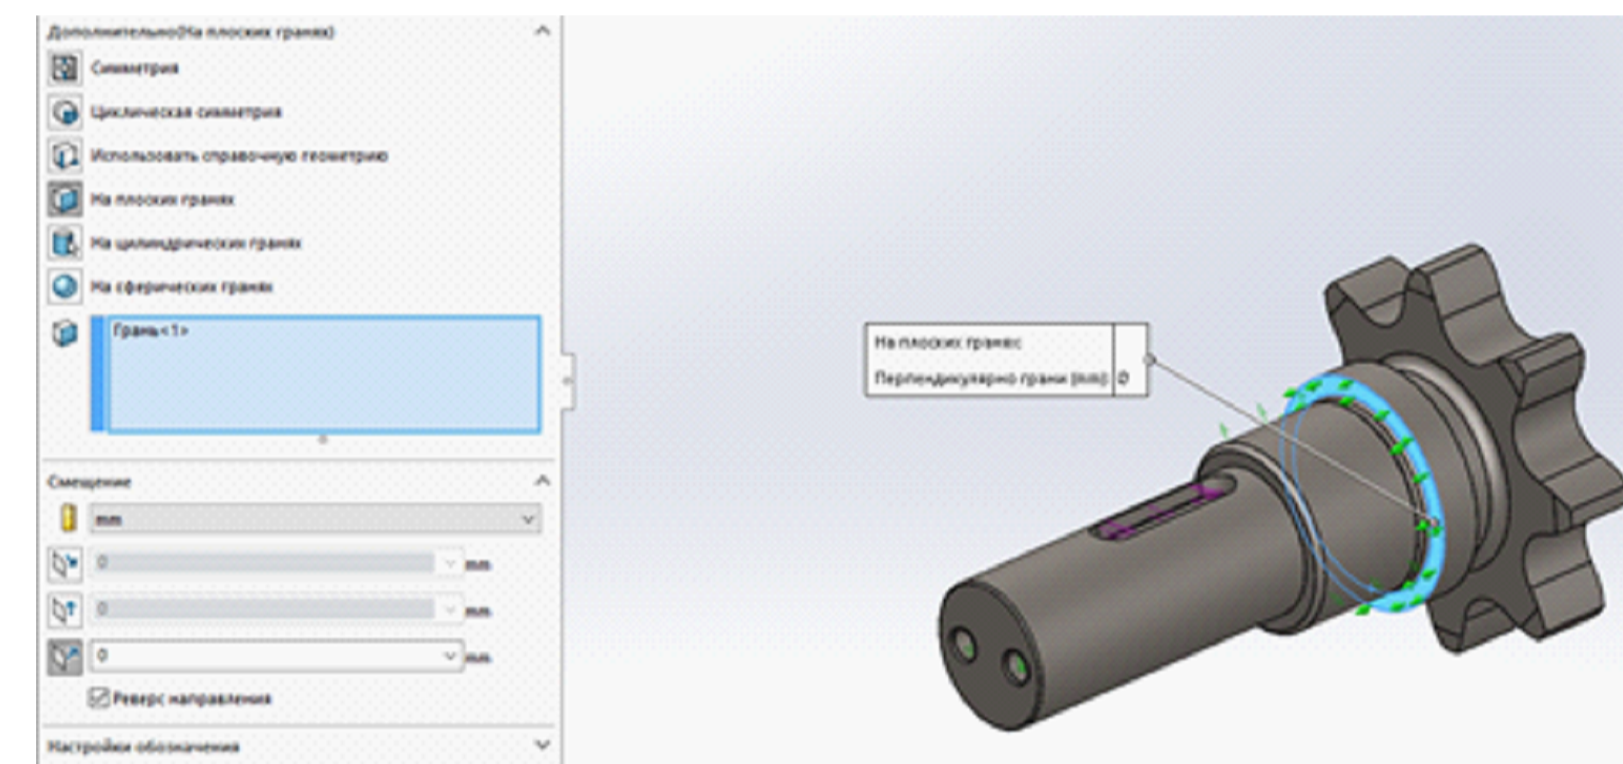 Дополнительно(На плоских гранях)
Симметрия
Циклическая симметрия
Использовать справочную геометрию
На плоских гранях
На цилиндрических гранях
На сферических гранях
Грань<1>
Смещение
mm
0 mm
0 mm
0 mm
Реверс направления
Настройки обозначения
На плоских гранях:
Перпендикулярно грани (mm): 0